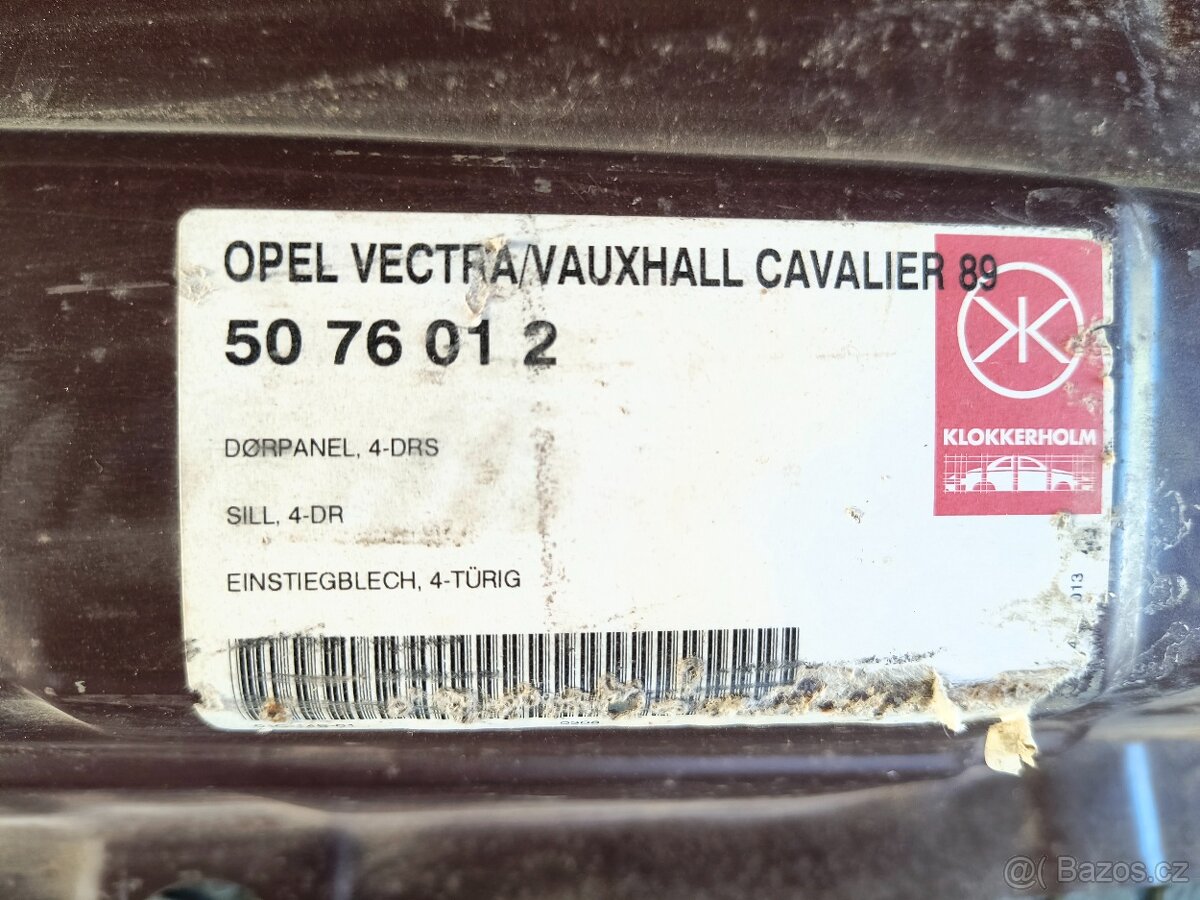 OPEL VECTRA/VAUXHALL CAVALIER 89
50 76 01 2
KLOKKERHOLM
DØRPANEL, 4-DRS
SILL, 4-DR
EINSTIEGBLECH, 4-TÜRIG
013
@( Bazos.cz